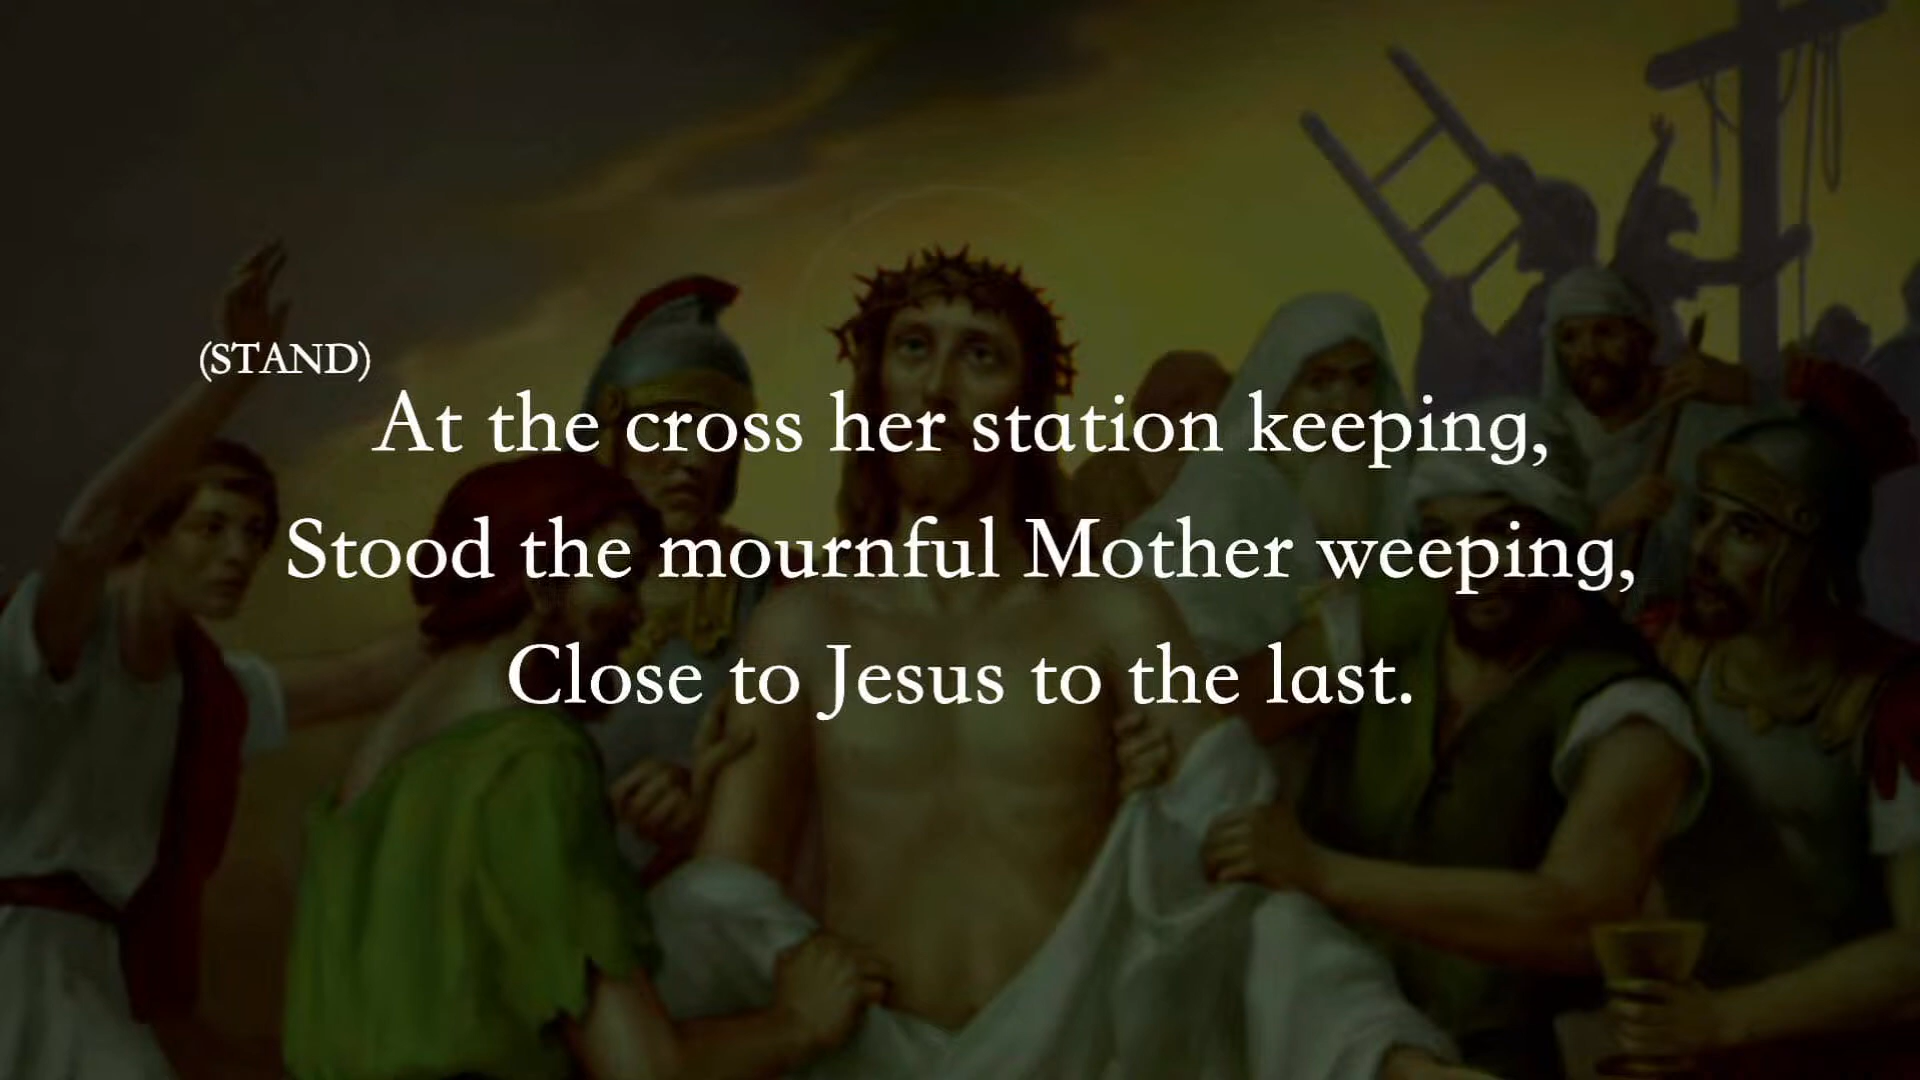 (STAND)
At the cross her station keeping,
Stood the mournful Mother weeping,
Close to Jesus to the last.